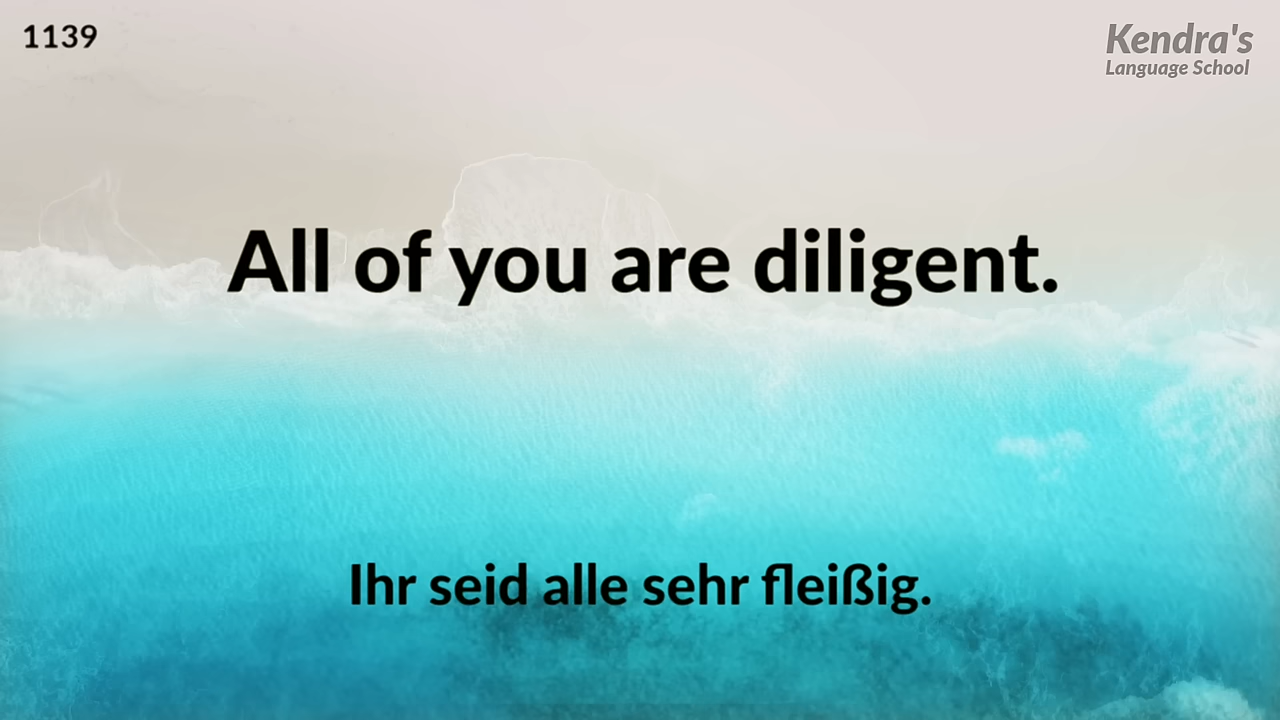 1139
Kendra's
Language School
All of you are diligent.
Ihr seid alle sehr fleißig.